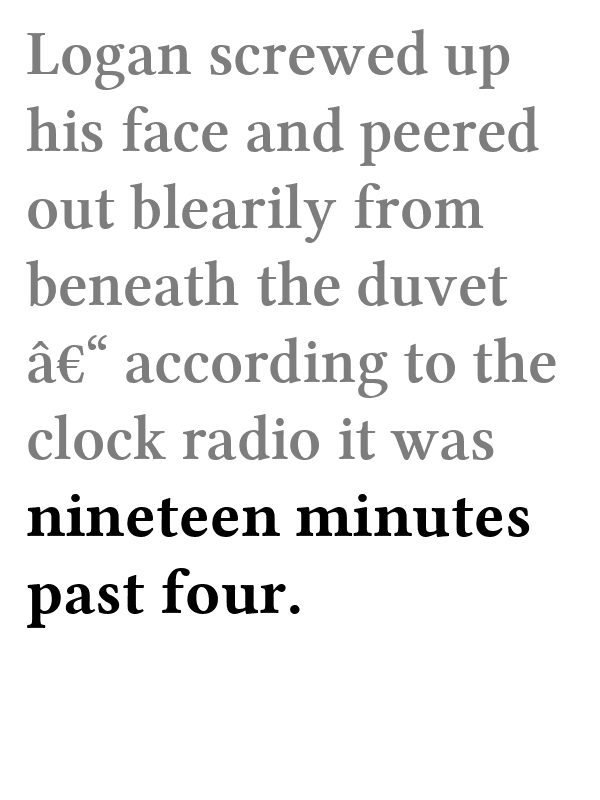 Logan screwed up
his face and peered
out blearily from
beneath the duvet
â€“ according to the
clock radio it was
nineteen minutes
past four.